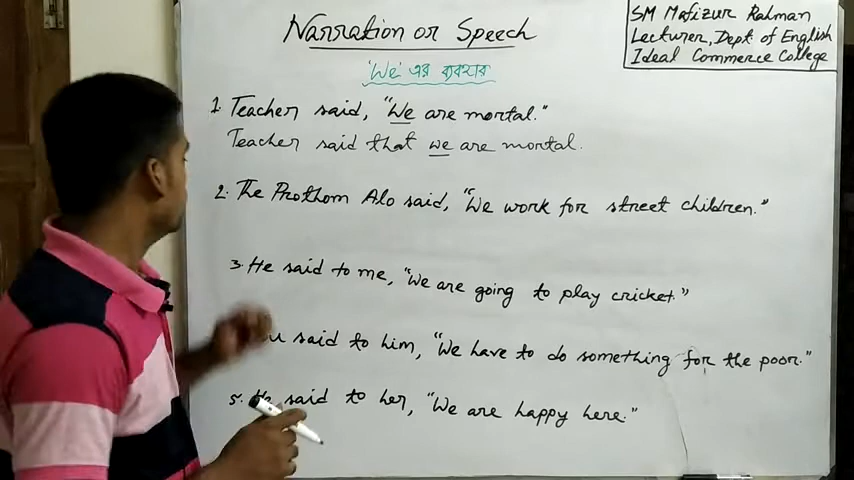 Narration or Speech
SM Mafizur Rahman
Lecturer, Dept of English
Ideal Commerce College
'We' এর ব্যবহার
1. Teacher said, "We are mortal."
Teacher said that we are mortal.
2. The Prothom Alo said, "We work for street children."
3. He said to me, "We are going to play cricket."
said to him, "We have to do something for the poor."
5. He said to her, "We are happy here."